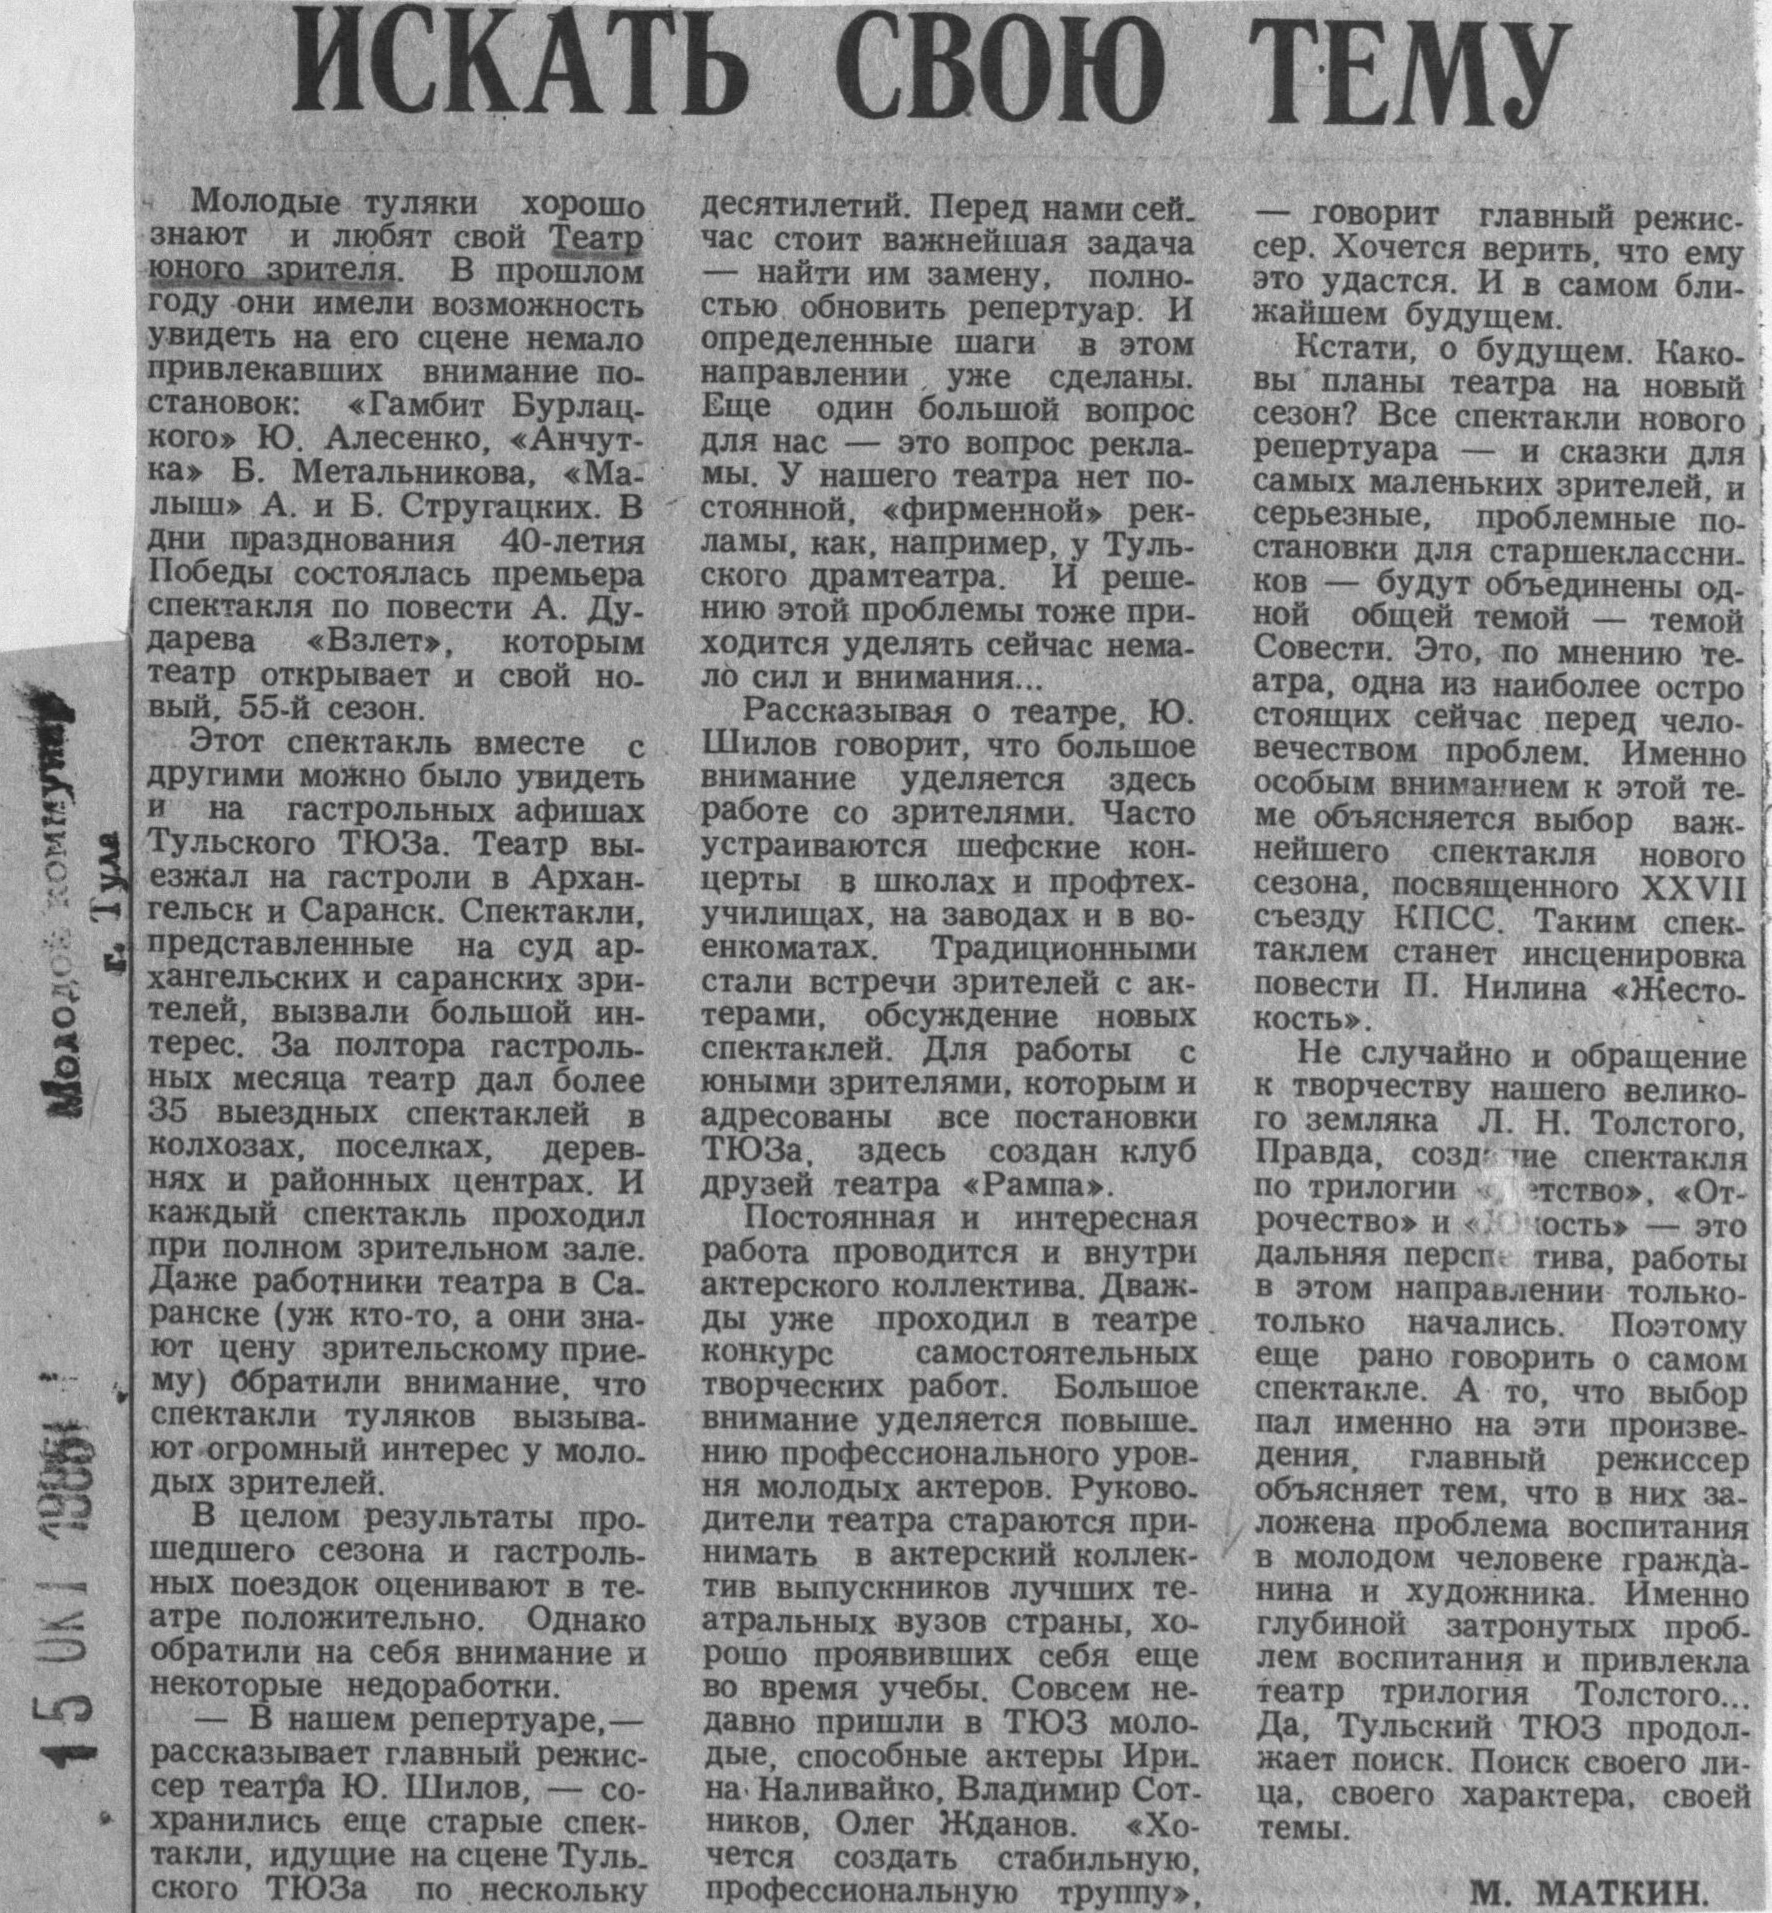 ИСКАТЬ СВОЮ ТЕМУ
Молодые туляки хорошо
знают и любят свой Театр
юного зрителя. В прошлом
году они имели возможность
увидеть на его сцене немало
привлекавших внимание по-
становок: «Гамбит Бурлац-
кого» Ю. Алесенко, «Анчут-
ка» Б. Метальникова, «Ма-
лыш» А. и Б. Стругацких. В
дни празднования 40-летия
Победы состоялась премьера
спектакля по повести А. Ду-
дарева «Взлет», которым
театр открывает и свой но-
вый, 55-й сезон.
Этот спектакль вместе с
другими можно было увидеть
и на гастрольных афишах
Тульского ТЮЗа. Театр вы-
езжал на гастроли в Архан-
гельск и Саранск. Спектакли,
представленные на суд ар-
хангельских и саранских зри-
телей, вызвали большой ин-
терес. За полтора гастроль-
ных месяца театр дал более
35 выездных спектаклей в
колхозах, поселках, дерев-
нях и районных центрах. И
каждый спектакль проходил
при полном зрительном зале.
Даже работники театра в Са-
ранске (уж кто-то, а они зна-
ют цену зрительскому прие-
му) обратили внимание, что
спектакли туляков вызыва-
ют огромный интерес у моло-
дых зрителей.
В целом результаты про-
шедшего сезона и гастроль-
ных поездок оценивают в те-
атре положительно. Однако
обратили на себя внимание и
некоторые недоработки.
— В нашем репертуаре,—
рассказывает главный режис-
сер театра Ю. Шилов, — со-
хранились еще старые спек-
такли, идущие на сцене Туль-
ского ТЮЗа по нескольку
десятилетий. Перед нами сей-
час стоит важнейшая задача
— найти им замену, полно-
стью обновить репертуар. И
определенные шаги в этом
направлении уже сделаны.
Еще один большой вопрос
для нас — это вопрос рекла-
мы. У нашего театра нет по-
стоянной, «фирменной» рек-
ламы, как, например, у Туль-
ского драмтеатра. И реше-
нию этой проблемы тоже при-
ходится уделять сейчас нема-
ло сил и внимания...
Рассказывая о театре, Ю.
Шилов говорит, что большое
внимание уделяется здесь
работе со зрителями. Часто
устраиваются шефские кон-
церты в школах и профтех-
училищах, на заводах и в во-
енкоматах. Традиционными
стали встречи зрителей с ак-
терами, обсуждение новых
спектаклей. Для работы с
юными зрителями, которым и
адресованы все постановки
ТЮЗа, здесь создан клуб
друзей театра «Рампа».
Постоянная и интересная
работа проводится и внутри
актерского коллектива. Дваж-
ды уже проходил в театре
конкурс самостоятельных
творческих работ. Большое
внимание уделяется повыше-
нию профессионального уров-
ня молодых актеров. Руково-
дители театра стараются при-
нимать в актерский коллек-
тив выпускников лучших те-
атральных вузов страны, хо-
рошо проявивших себя еще
во время учебы. Совсем не-
давно пришли в ТЮЗ моло-
дые, способные актеры Ири-
на Наливайко, Владимир Сот-
ников, Олег Жданов. «Хо-
чется создать стабильную,
профессиональную труппу»,
— говорит главный режис-
сер. Хочется верить, что ему
это удастся. И в самом бли-
жайшем будущем.
Кстати, о будущем. Како-
вы планы театра на новый
сезон? Все спектакли нового
репертуара — и сказки для
самых маленьких зрителей, и
серьезные, проблемные по-
становки для старшеклассни-
ков — будут объединены од-
ной общей темой — темой
Совести. Это, по мнению те-
атра, одна из наиболее остро
стоящих сейчас перед чело-
вечеством проблем. Именно
особым вниманием к этой те-
ме объясняется выбор важ-
нейшего спектакля нового
сезона, посвященного XXVII
съезду КПСС. Таким спек-
таклем станет инсценировка
повести П. Нилина «Жесто-
кость».
Не случайно и обращение
к творчеству нашего велико-
го земляка Л. Н. Толстого,
Правда, создание спектакля
по трилогии «Детство», «От-
рочество» и «Юность» — это
дальняя перспектива, работы
в этом направлении только-
только начались. Поэтому
еще рано говорить о самом
спектакле. А то, что выбор
пал именно на эти произве-
дения, главный режиссер
объясняет тем, что в них за-
ложена проблема воспитания
в молодом человеке гражда-
нина и художника. Именно
глубиной затронутых проб-
лем воспитания и привлекла
театр трилогия Толстого...
Да, Тульский ТЮЗ продол-
жает поиск. Поиск своего ли-
ца, своего характера, своей
темы.
М. МАТКИН.
Молодой коммунар
г. Тула
15 ОКТ